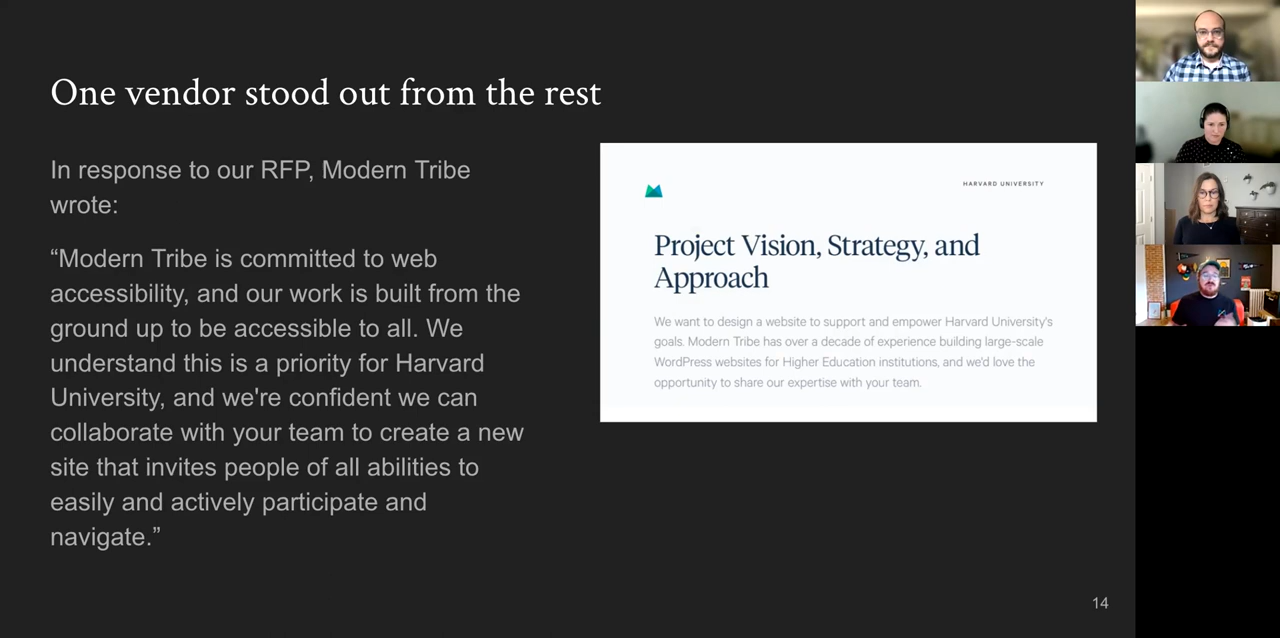 One vendor stood out from the rest
In response to our RFP, Modern Tribe
wrote:
“Modern Tribe is committed to web
accessibility, and our work is built from the
ground up to be accessible to all. We
understand this is a priority for Harvard
University, and we're confident we can
collaborate with your team to create a new
site that invites people of all abilities to
easily and actively participate and
navigate.”
HARVARD UNIVERSITY
Project Vision, Strategy, and
Approach
We want to design a website to support and empower Harvard University's
goals. Modern Tribe has over a decade of experience building large-scale
WordPress websites for Higher Education institutions, and we'd love the
opportunity to share our expertise with your team.
14